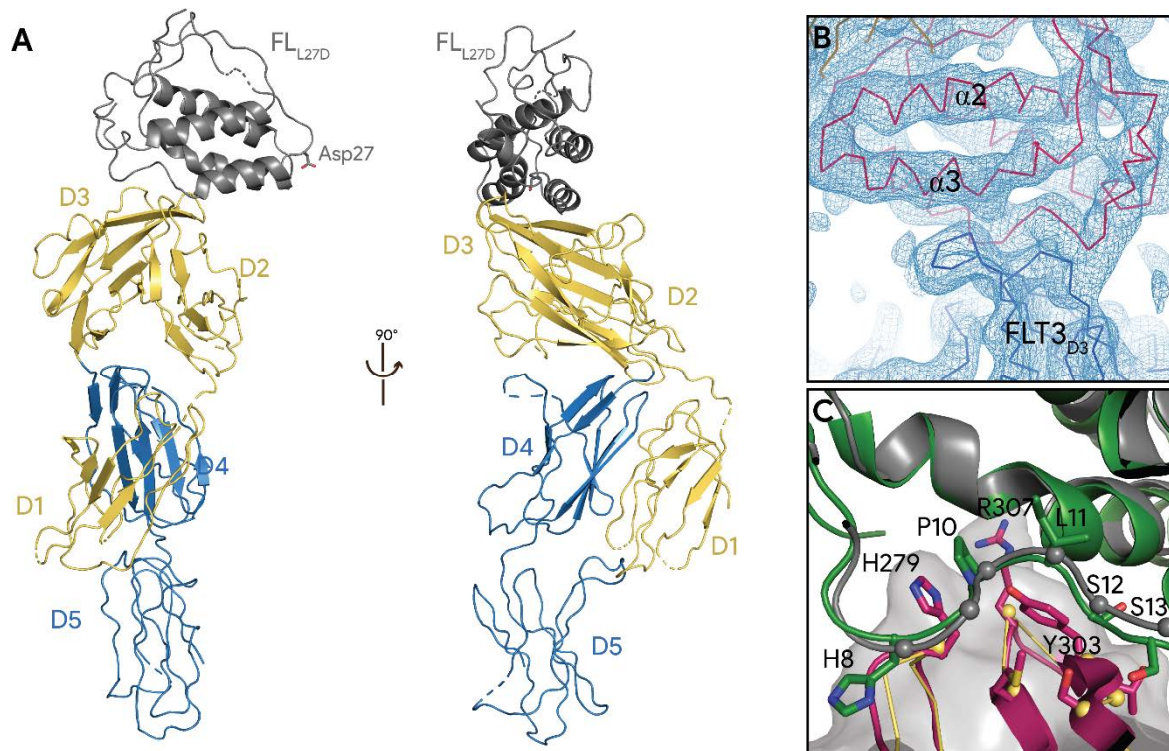 A
FL L27D
FL L27D
Asp27
D3
D2
D3
D2
90°
D4
D4
D1
D1
D5
D5
B
α2
α3
FLT3 D3
C
R307
L11
P10
H279
S12
S13
Y303
H8